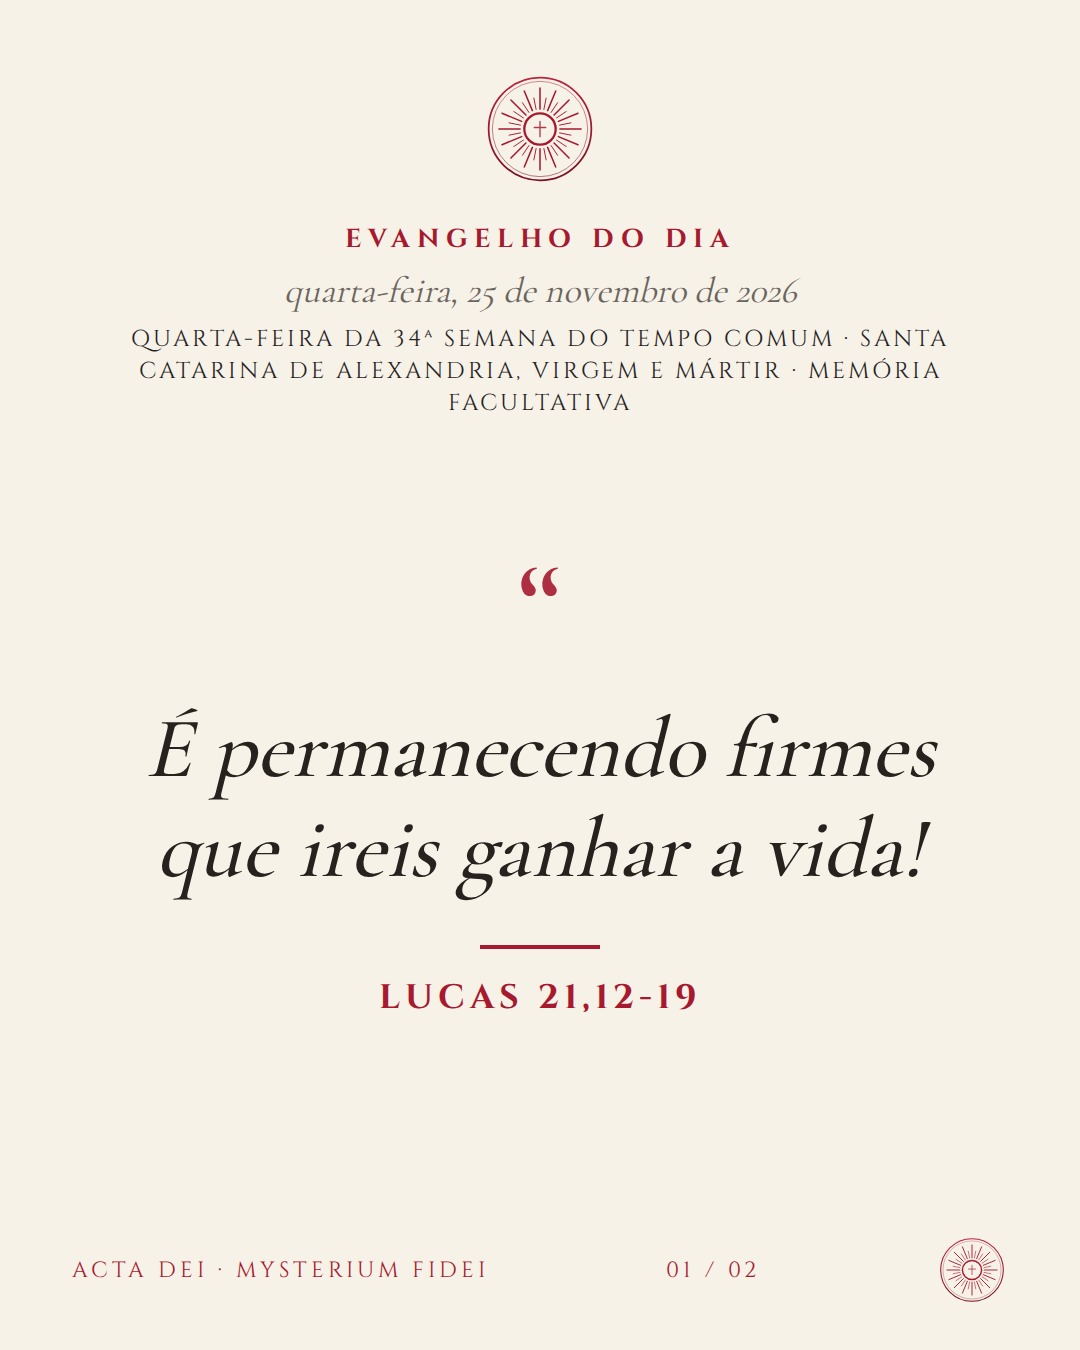 EVANGELHO DO DIA
quarta-feira, 25 de novembro de 2026
QUARTA-FEIRA DA 34ª SEMANA DO TEMPO COMUM · SANTA
CATARINA DE ALEXANDRIA, VIRGEM E MÁRTIR · MEMÓRIA
FACULTATIVA
“
É permanecendo firmes
que ireis ganhar a vida!
LUCAS 21,12-19
ACTA DEI · MYSTERIUM FIDEI
01 / 02